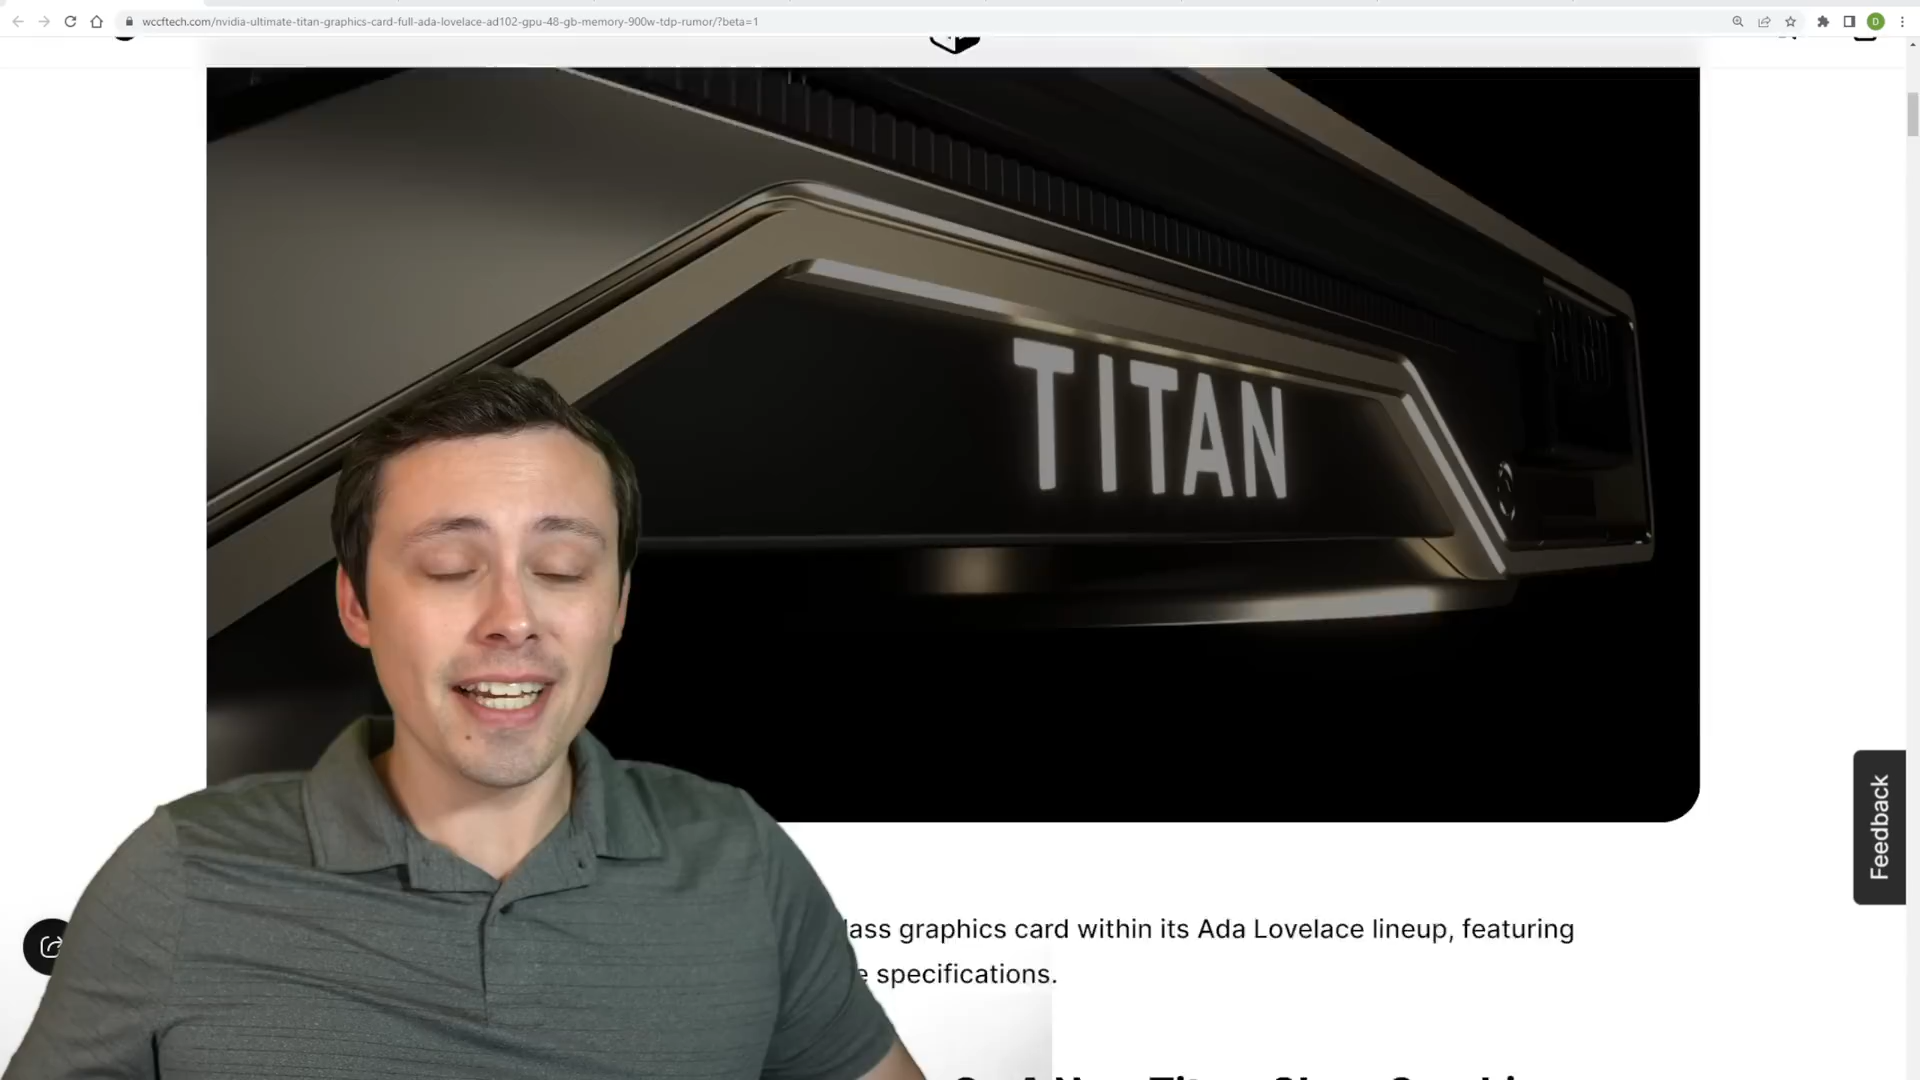 wccftech.com/nvidia-ultimate-titan-graphics-card-full-ada-lovelace-ad102-gpu-48-gb-memory-900w-tdp-rumor/?beta=1
D
TITAN
Feedback
lass graphics card within its Ada Lovelace lineup, featuring
e specifications.